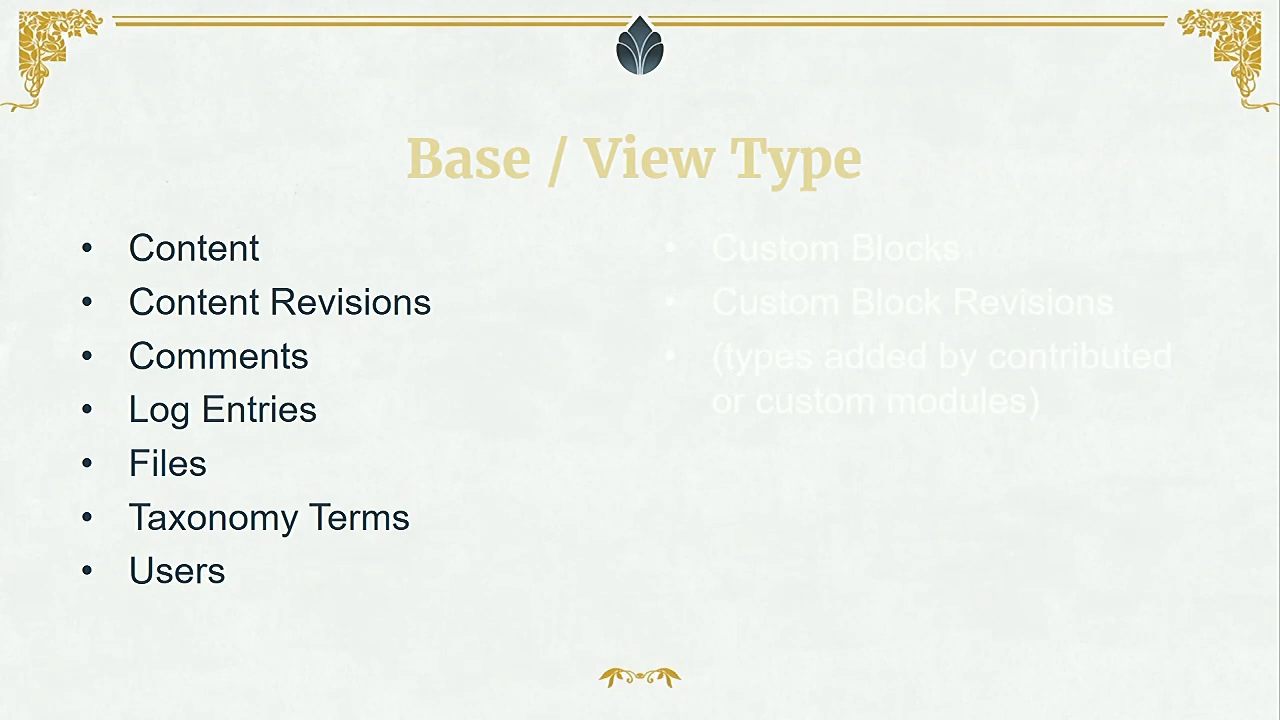 Base / View Type
• Content
• Content Revisions
• Comments
• Log Entries
• Files
• Taxonomy Terms
• Users
• Custom Blocks
• Custom Block Revisions
• (types added by contributed
or custom modules)